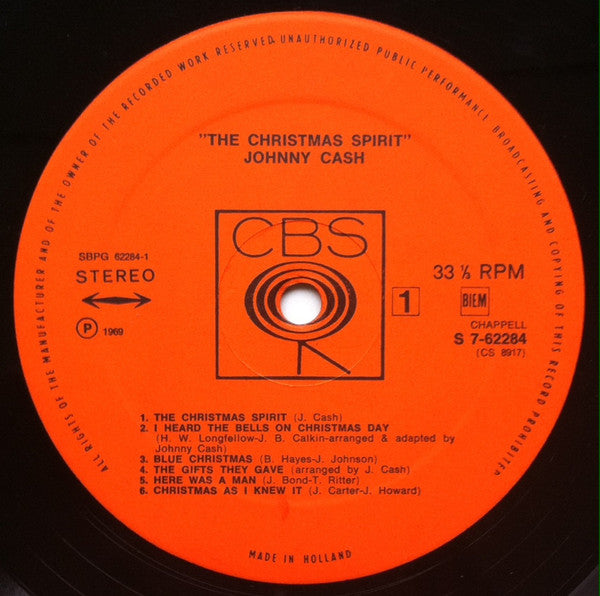 ALL RIGHTS OF THE MANUFACTURER AND OF THE OWNER OF THE RECORDED WORK RESERVED. UNAUTHORIZED PUBLIC PERFORMANCE, BROADCASTING AND COPYING OF THIS RECORD PROHIBITED
"THE CHRISTMAS SPIRIT"
JOHNNY CASH
CBS
SBPG 62284-1
STEREO
℗ 1969
33 ⅓ RPM
1
BIEM
CHAPPELL
S 7-62284
(CS 8917)
1. THE CHRISTMAS SPIRIT (J. Cash)
2. I HEARD THE BELLS ON CHRISTMAS DAY
(H. W. Longfellow-J. B. Calkin-arranged & adapted by
Johnny Cash)
3. BLUE CHRISTMAS (B. Hayes-J. Johnson)
4. THE GIFTS THEY GAVE (arranged by J. Cash)
5. HERE WAS A MAN (J. Bond-T. Ritter)
6. CHRISTMAS AS I KNEW IT (J. Carter-J. Howard)
MADE IN HOLLAND